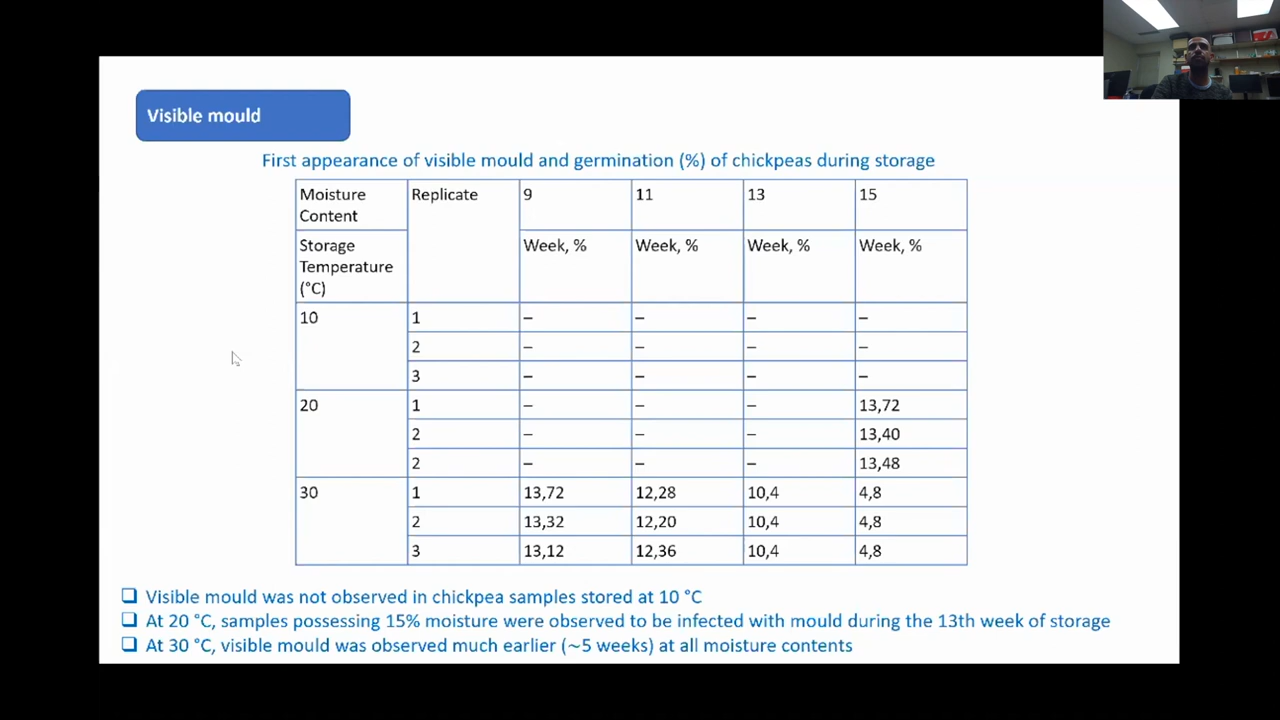 Visible mould
First appearance of visible mould and germination (%) of chickpeas during storage
Moisture Content Replicate 9 11 13 15
Storage Temperature (°C) Week, % Week, % Week, % Week, %
10 1 – – – –
2 – – – –
3 – – – –
20 1 – – – 13,72
2 – – – 13,40
2 – – – 13,48
30 1 13,72 12,28 10,4 4,8
2 13,32 12,20 10,4 4,8
3 13,12 12,36 10,4 4,8
❑ Visible mould was not observed in chickpea samples stored at 10 °C
❑ At 20 °C, samples possessing 15% moisture were observed to be infected with mould during the 13th week of storage
❑ At 30 °C, visible mould was observed much earlier (~5 weeks) at all moisture contents